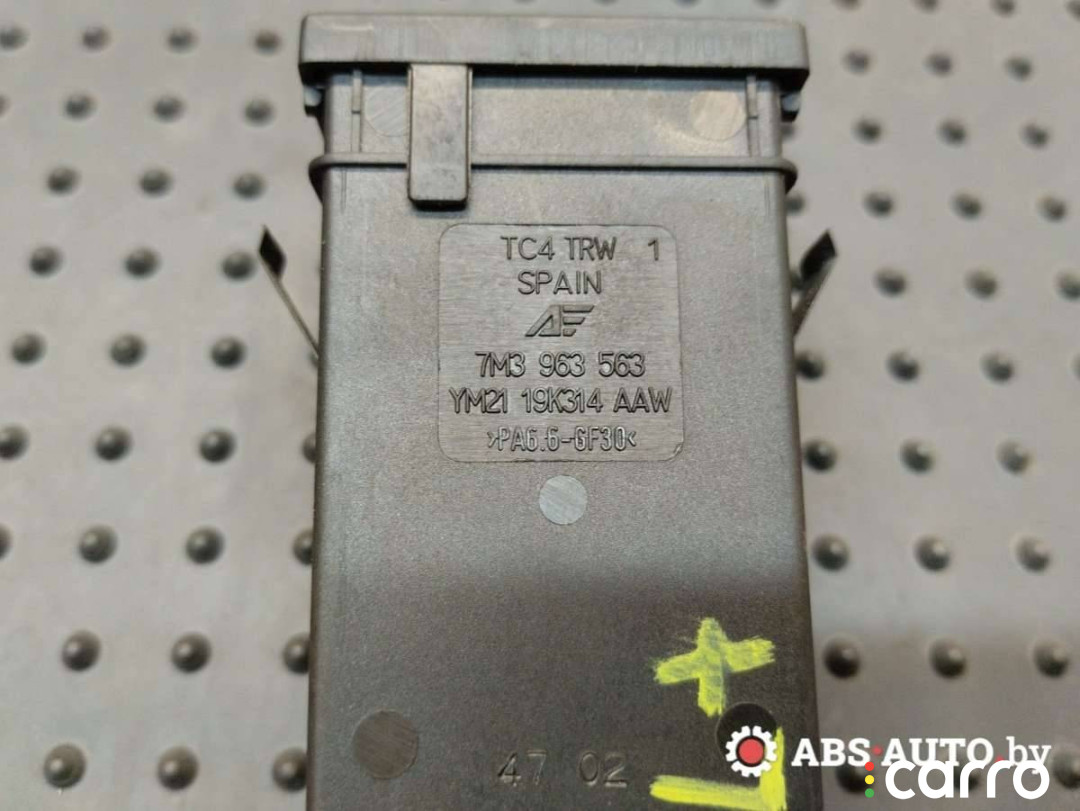 TC4 TRW 1
SPAIN
7M3 963 563
YM21 19K314 AAW
>PA6.6-GF30<
47 02
ABS-AUTO.by
carro